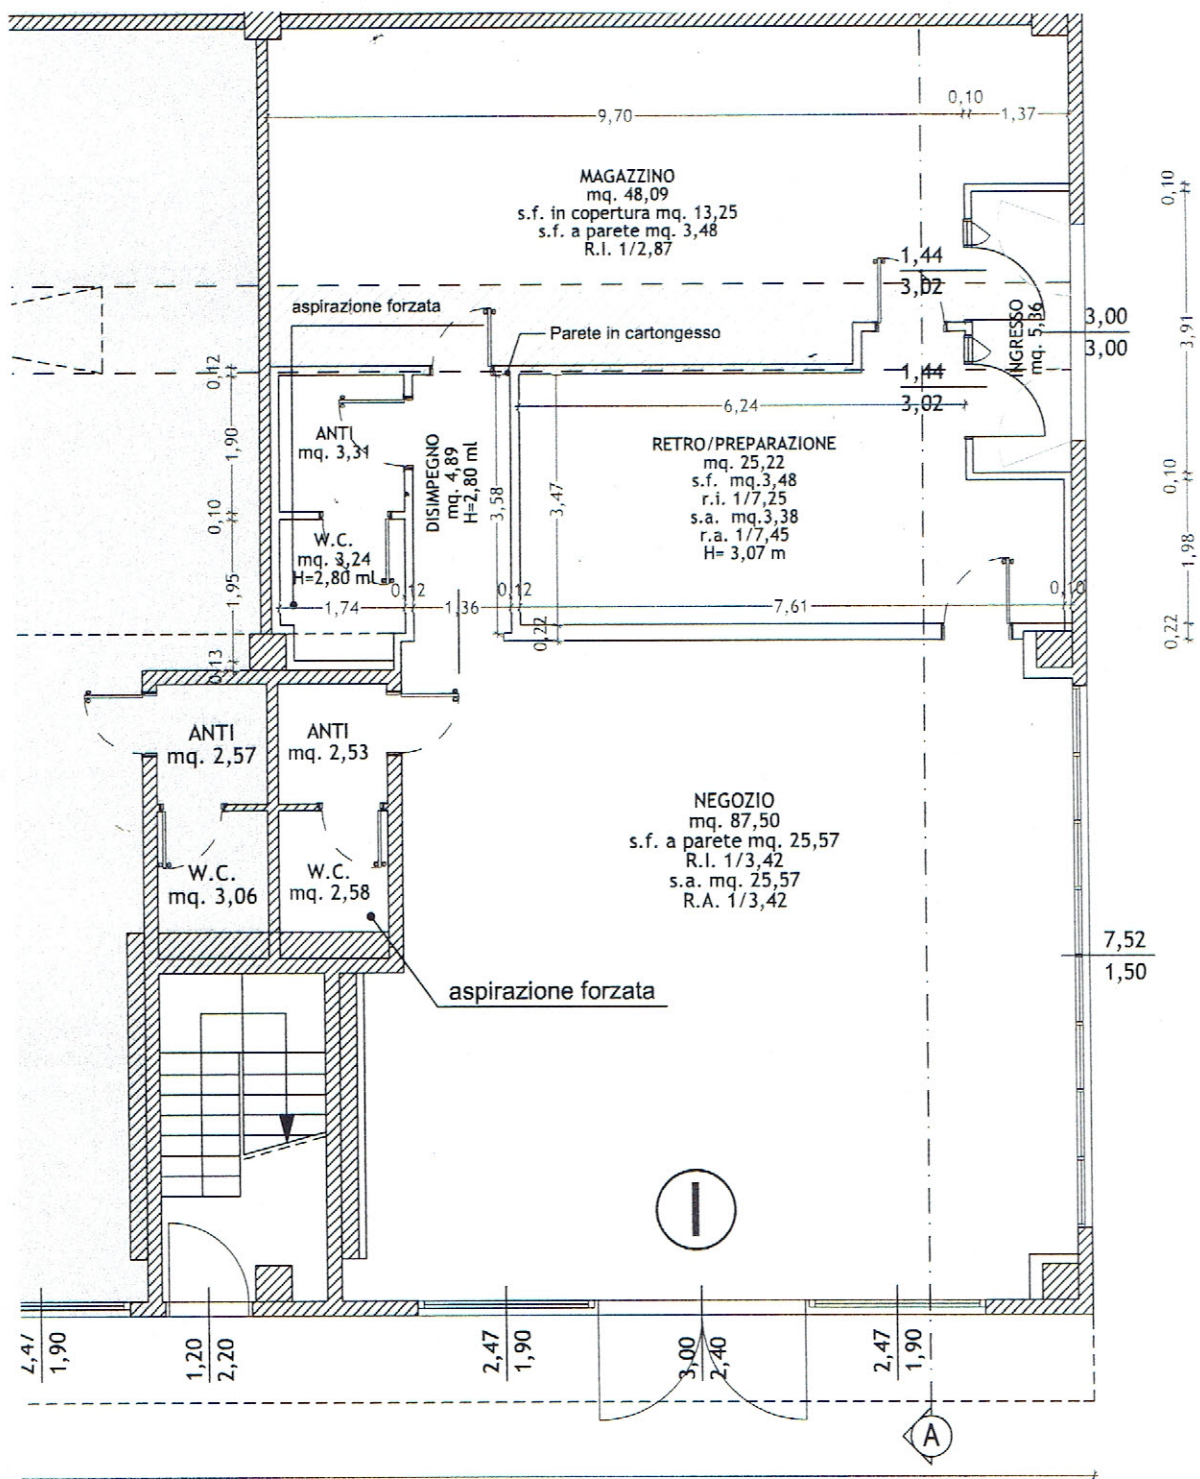 0,10
9,70
1,37
MAGAZZINO
mq. 48,09
s.f. in copertura mq. 13,25
s.f. a parete mq. 3,48
R.I. 1/2,87
0,10
1,44
3,02
aspirazione forzata
Parete in cartongesso
INGRESSO
mq. 5,36
3,00
3,00
3,91
0,12
1,44
3,02
6,24
ANTI
mq. 3,31
1,90
DISIMPEGNO
mq. 4,89
H=2,80 ml
3,58
3,47
RETRO/PREPARAZIONE
mq. 25,22
s.f. mq.3,48
r.i. 1/7,25
s.a. mq.3,38
r.a. 1/7,45
H= 3,07 m
0,10
0,10
W.C.
mq. 3,24
H=2,80 ml
1,95
1,98
0,12
0,12
0,10
1,74
1,36
7,61
0,22
0,22
0,13
ANTI
mq. 2,57
ANTI
mq. 2,53
NEGOZIO
mq. 87,50
s.f. a parete mq. 25,57
R.I. 1/3,42
s.a. mq. 25,57
R.A. 1/3,42
W.C.
mq. 3,06
W.C.
mq. 2,58
7,52
1,50
aspirazione forzata
I
2,47
1,90
1,20
2,20
2,47
1,90
3,00
2,40
2,47
1,90
A